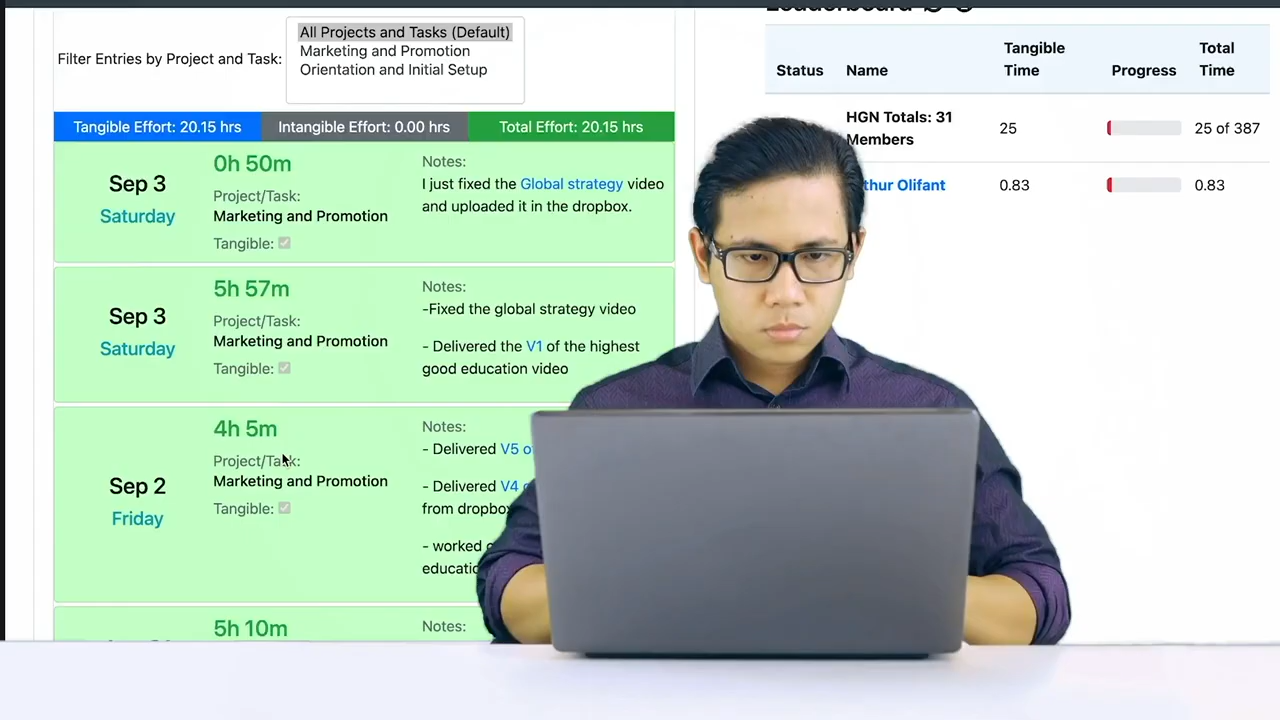 Filter Entries by Project and Task:
All Projects and Tasks (Default)
Marketing and Promotion
Orientation and Initial Setup
Tangible Effort: 20.15 hrs
Intangible Effort: 0.00 hrs
Total Effort: 20.15 hrs
Sep 3
Saturday
0h 50m
Project/Task:
Marketing and Promotion
Tangible:
Notes:
I just fixed the Global strategy video
and uploaded it in the dropbox.
Sep 3
Saturday
5h 57m
Project/Task:
Marketing and Promotion
Tangible:
Notes:
-Fixed the global strategy video
- Delivered the V1 of the highest
good education video
Sep 2
Friday
4h 5m
Project/Task:
Marketing and Promotion
Tangible:
Notes:
- Delivered V5
- Delivered V4
from
- worked
5h 10m
Notes:
Leaderboard
Status
Name
Tangible
Time
Progress
Total
Time
HGN Totals: 31
Members
25
25 of 387
Olifant
0.83
0.83